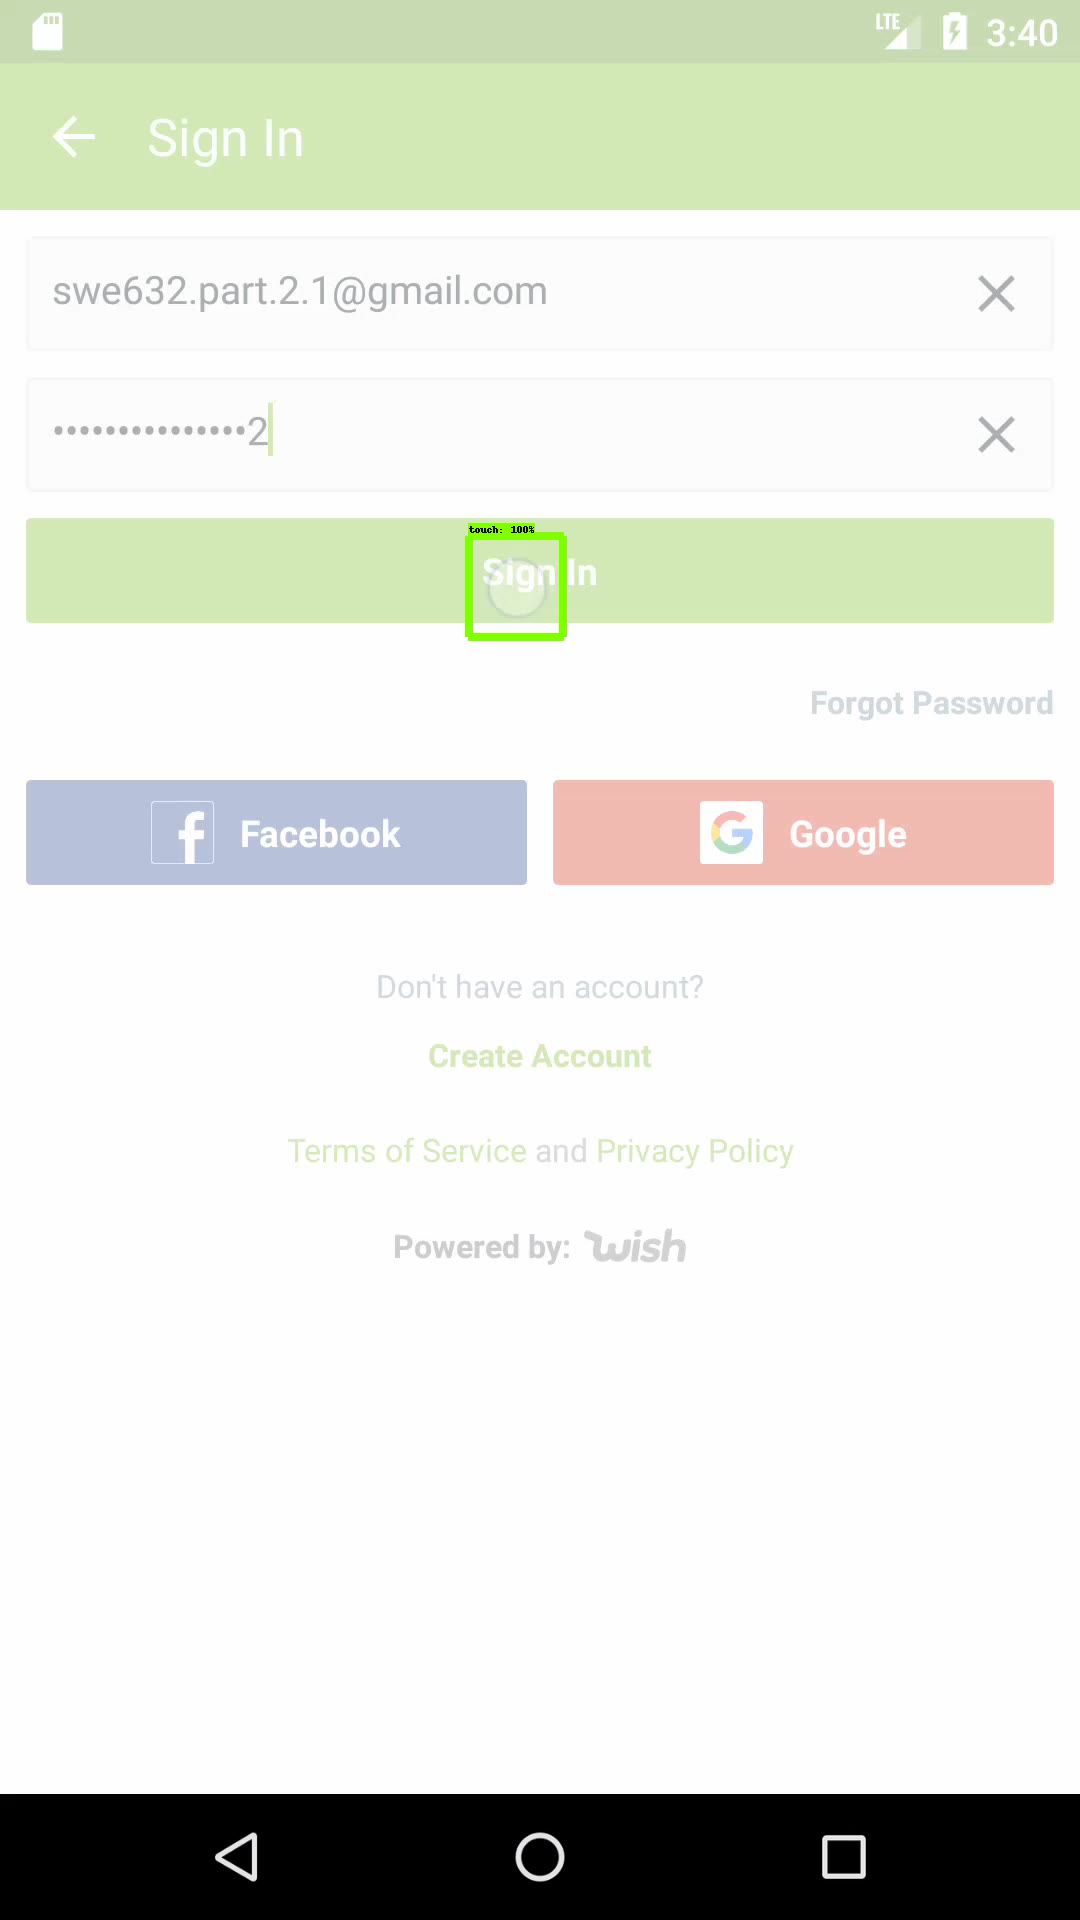 LTE 3:40
Sign In
swe632.part.2.1@gmail.com
•••••••••••••••2
touch: 100%
Sign In
Forgot Password
Facebook
Google
Don't have an account?
Create Account
Terms of Service and Privacy Policy
Powered by: wish